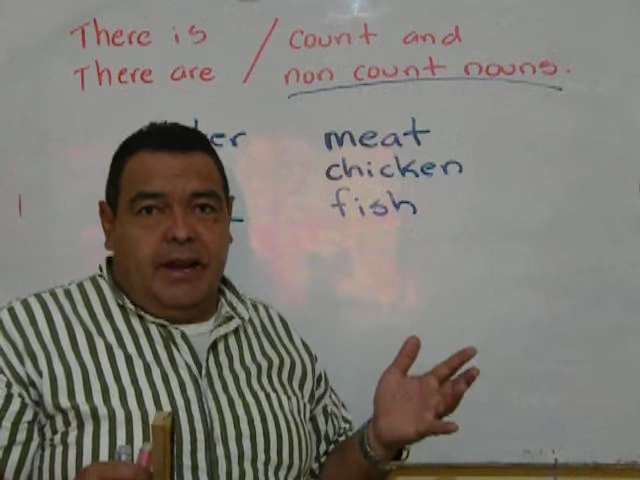 There is / count and
There are / non count nouns.
meat
chicken
fish